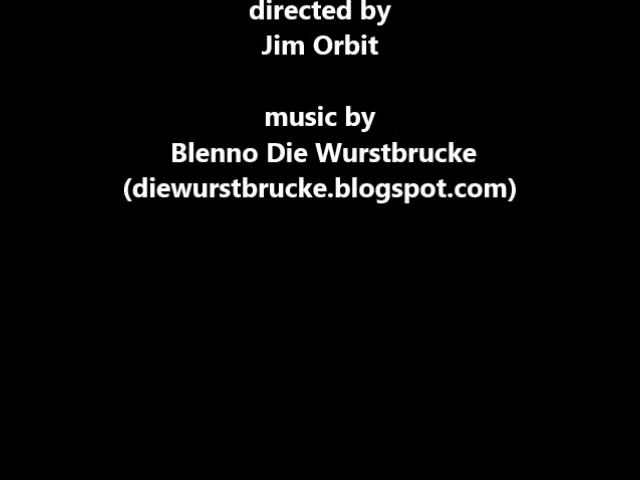 directed by
Jim Orbit
music by
Blenno Die Wurstbrucke
(diewurstbrucke.blogspot.com)